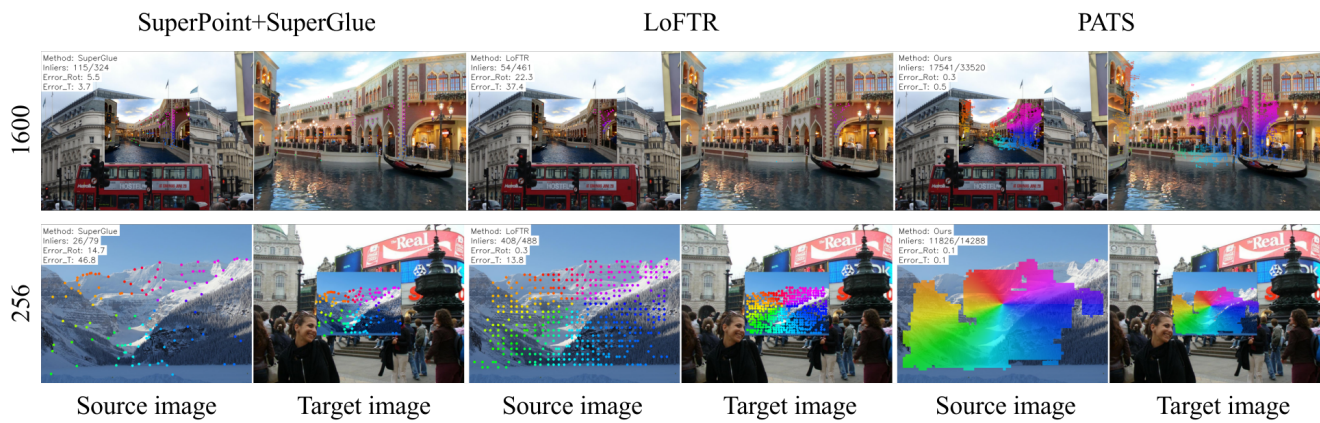 SuperPoint+SuperGlue
LoFTR
PATS
1600
Method: SuperGlue
Inliers: 115/324
Error_Rot: 5.5
Error_T: 3.7
Method: LoFTR
Inliers: 54/461
Error_Rot: 22.3
Error_T: 37.4
Method: Ours
Inliers: 17541/33520
Error_Rot: 0.3
Error_T: 0.5
256
Method: SuperGlue
Inliers: 26/79
Error_Rot: 14.7
Error_T: 46.8
Real
Method: LoFTR
Inliers: 408/488
Error_Rot: 0.3
Error_T: 13.8
Real
Method: Ours
Inliers: 11826/14288
Error_Rot: 0.1
Error_T: 0.1
Real
Source image
Target image
Source image
Target image
Source image
Target image